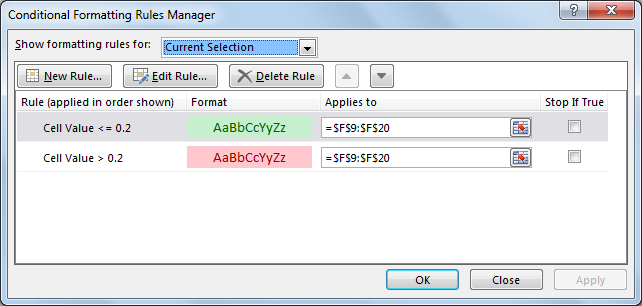 Conditional Formatting Rules Manager
Show formatting rules for: Current Selection
New Rule... Edit Rule... Delete Rule
Rule (applied in order shown) Format Applies to Stop If True
Cell Value <= 0.2 AaBbCcYyZz =$F$9:$F$20
Cell Value > 0.2 AaBbCcYyZz =$F$9:$F$20
OK Close Apply